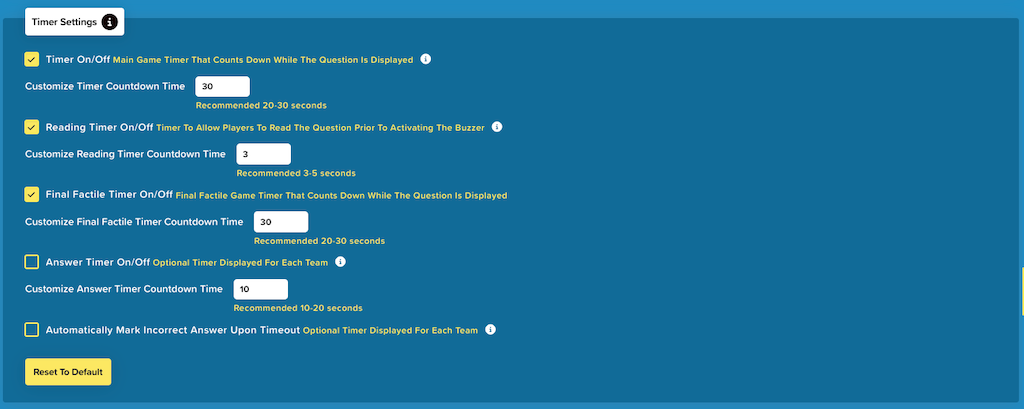 Timer Settings
Timer On/Off Main Game Timer That Counts Down While The Question Is Displayed
Customize Timer Countdown Time 30
Recommended 20-30 seconds
Reading Timer On/Off Timer To Allow Players To Read The Question Prior To Activating The Buzzer
Customize Reading Timer Countdown Time 3
Recommended 3-5 seconds
Final Factile Timer On/Off Final Factile Game Timer That Counts Down While The Question Is Displayed
Customize Final Factile Timer Countdown Time 30
Recommended 20-30 seconds
Answer Timer On/Off Optional Timer Displayed For Each Team
Customize Answer Timer Countdown Time 10
Recommended 10-20 seconds
Automatically Mark Incorrect Answer Upon Timeout Optional Timer Displayed For Each Team
Reset To Default